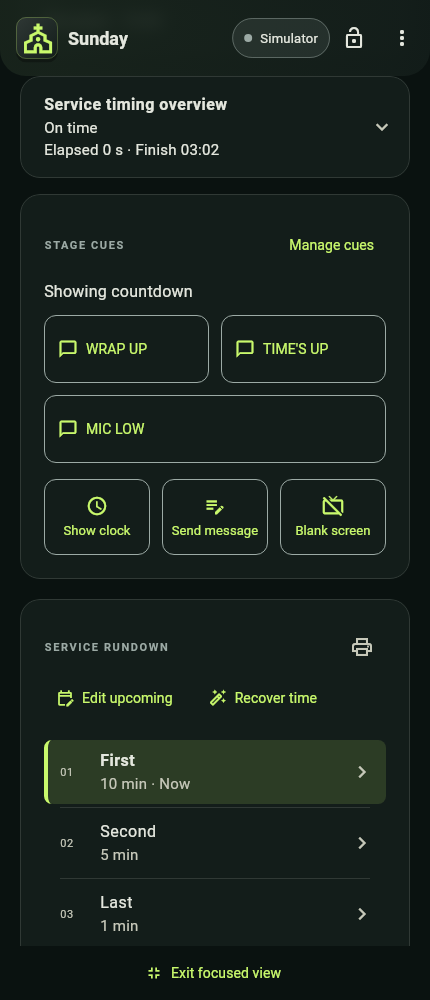 Sunday
Simulator
Service timing overview
On time
Elapsed 0 s · Finish 03:02
STAGE CUES
Manage cues
Showing countdown
WRAP UP
TIME'S UP
MIC LOW
Show clock
Send message
Blank screen
SERVICE RUNDOWN
Edit upcoming
Recover time
01
First
10 min · Now
02
Second
5 min
03
Last
1 min
Exit focused view